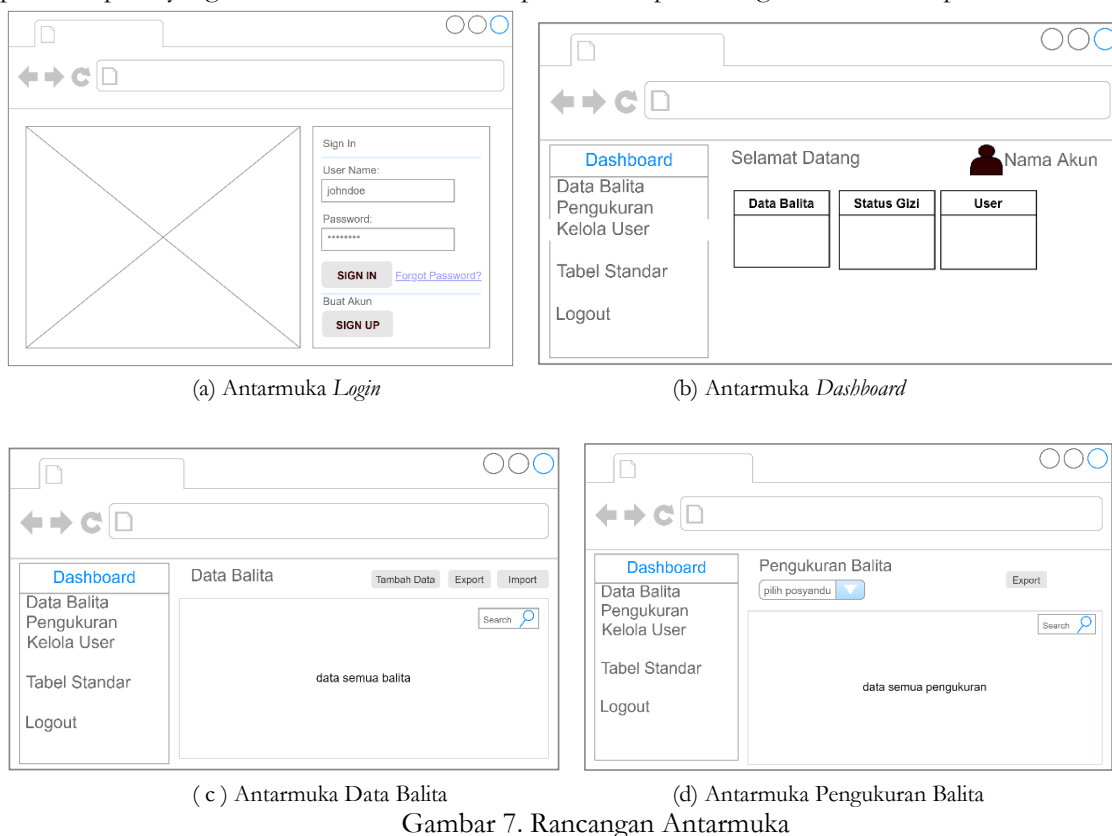 Sign In
User Name:
johndoe
Password:
********
SIGN IN Forgot Password?
Buat Akun
SIGN UP
(a) Antarmuka Login
Dashboard
Data Balita
Pengukuran
Kelola User
Tabel Standar
Logout
Selamat Datang
Nama Akun
Data Balita Status Gizi User
(b) Antarmuka Dashboard
Dashboard
Data Balita
Pengukuran
Kelola User
Tabel Standar
Logout
Data Balita
Tambah Data Export Import
Search
data semua balita
( c ) Antarmuka Data Balita
Dashboard
Data Balita
Pengukuran
Kelola User
Tabel Standar
Logout
Pengukuran Balita
pilih posyandu
Export
Search
data semua pengukuran
(d) Antarmuka Pengukuran Balita
Gambar 7. Rancangan Antarmuka